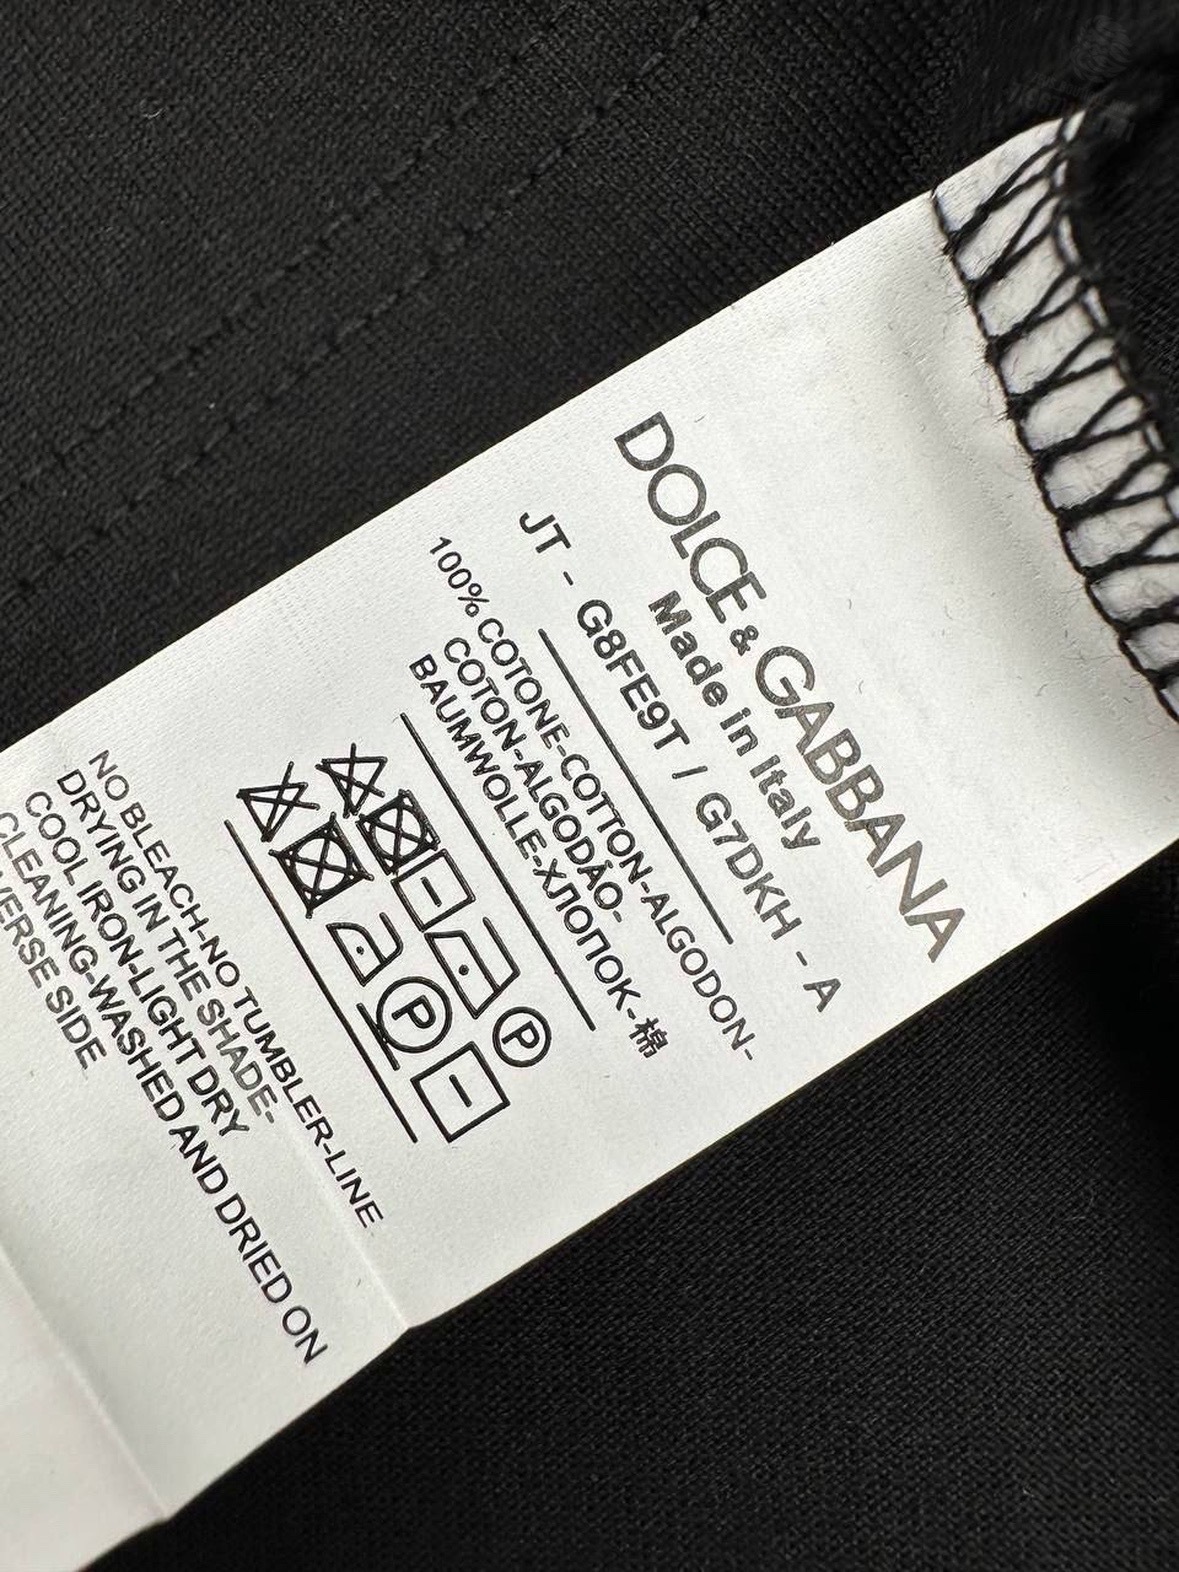 DOLCE & GABBANA
Made in Italy
JT - G8FE9T / G7DKH - A
100% COTONE-COTTON-ALGODON-
COTON-ALGODÃO-
BAUMWOLLE-ХЛОПОК-棉
P
P
NO BLEACH-NO TUMBLER-LINE
DRYING IN THE SHADE-
COOL IRON-LIGHT DRY
CLEANING-WASHED AND DRIED ON
VERSE SIDE